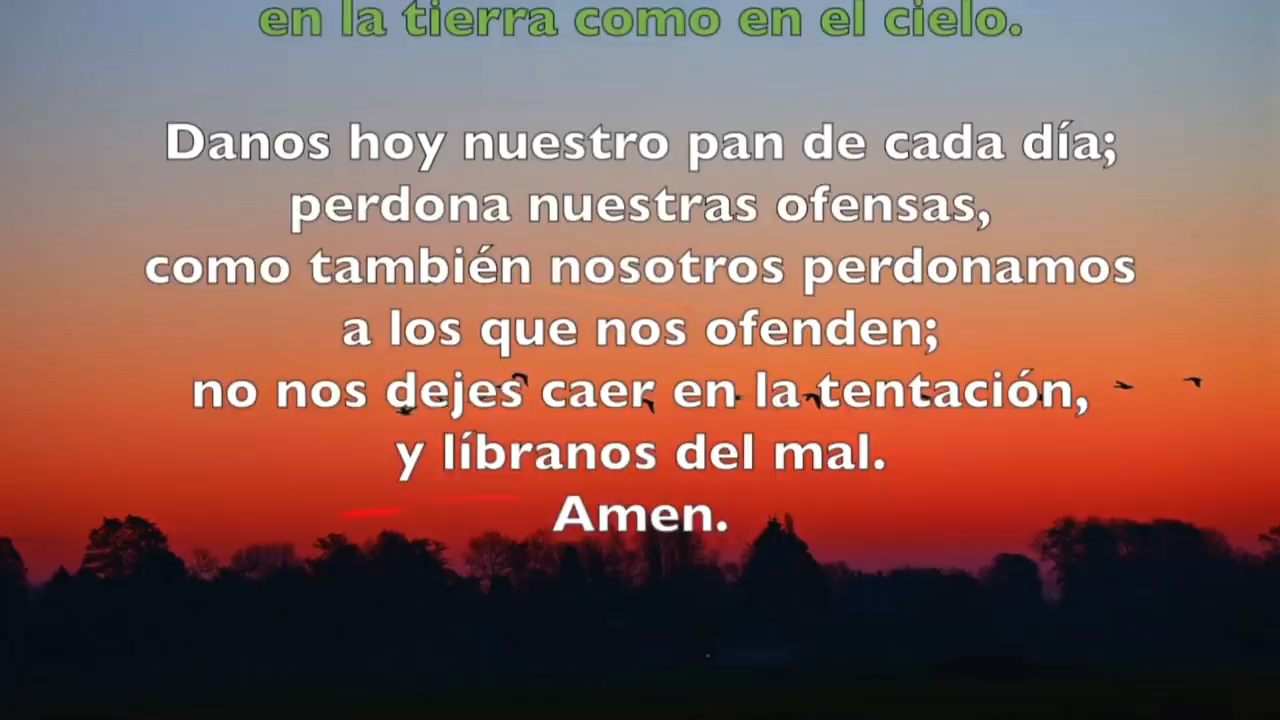 en la tierra como en el cielo.
Danos hoy nuestro pan de cada día;
perdona nuestras ofensas,
como también nosotros perdonamos
a los que nos ofenden;
no nos dejes caer en la tentación,
y líbranos del mal.
Amen.